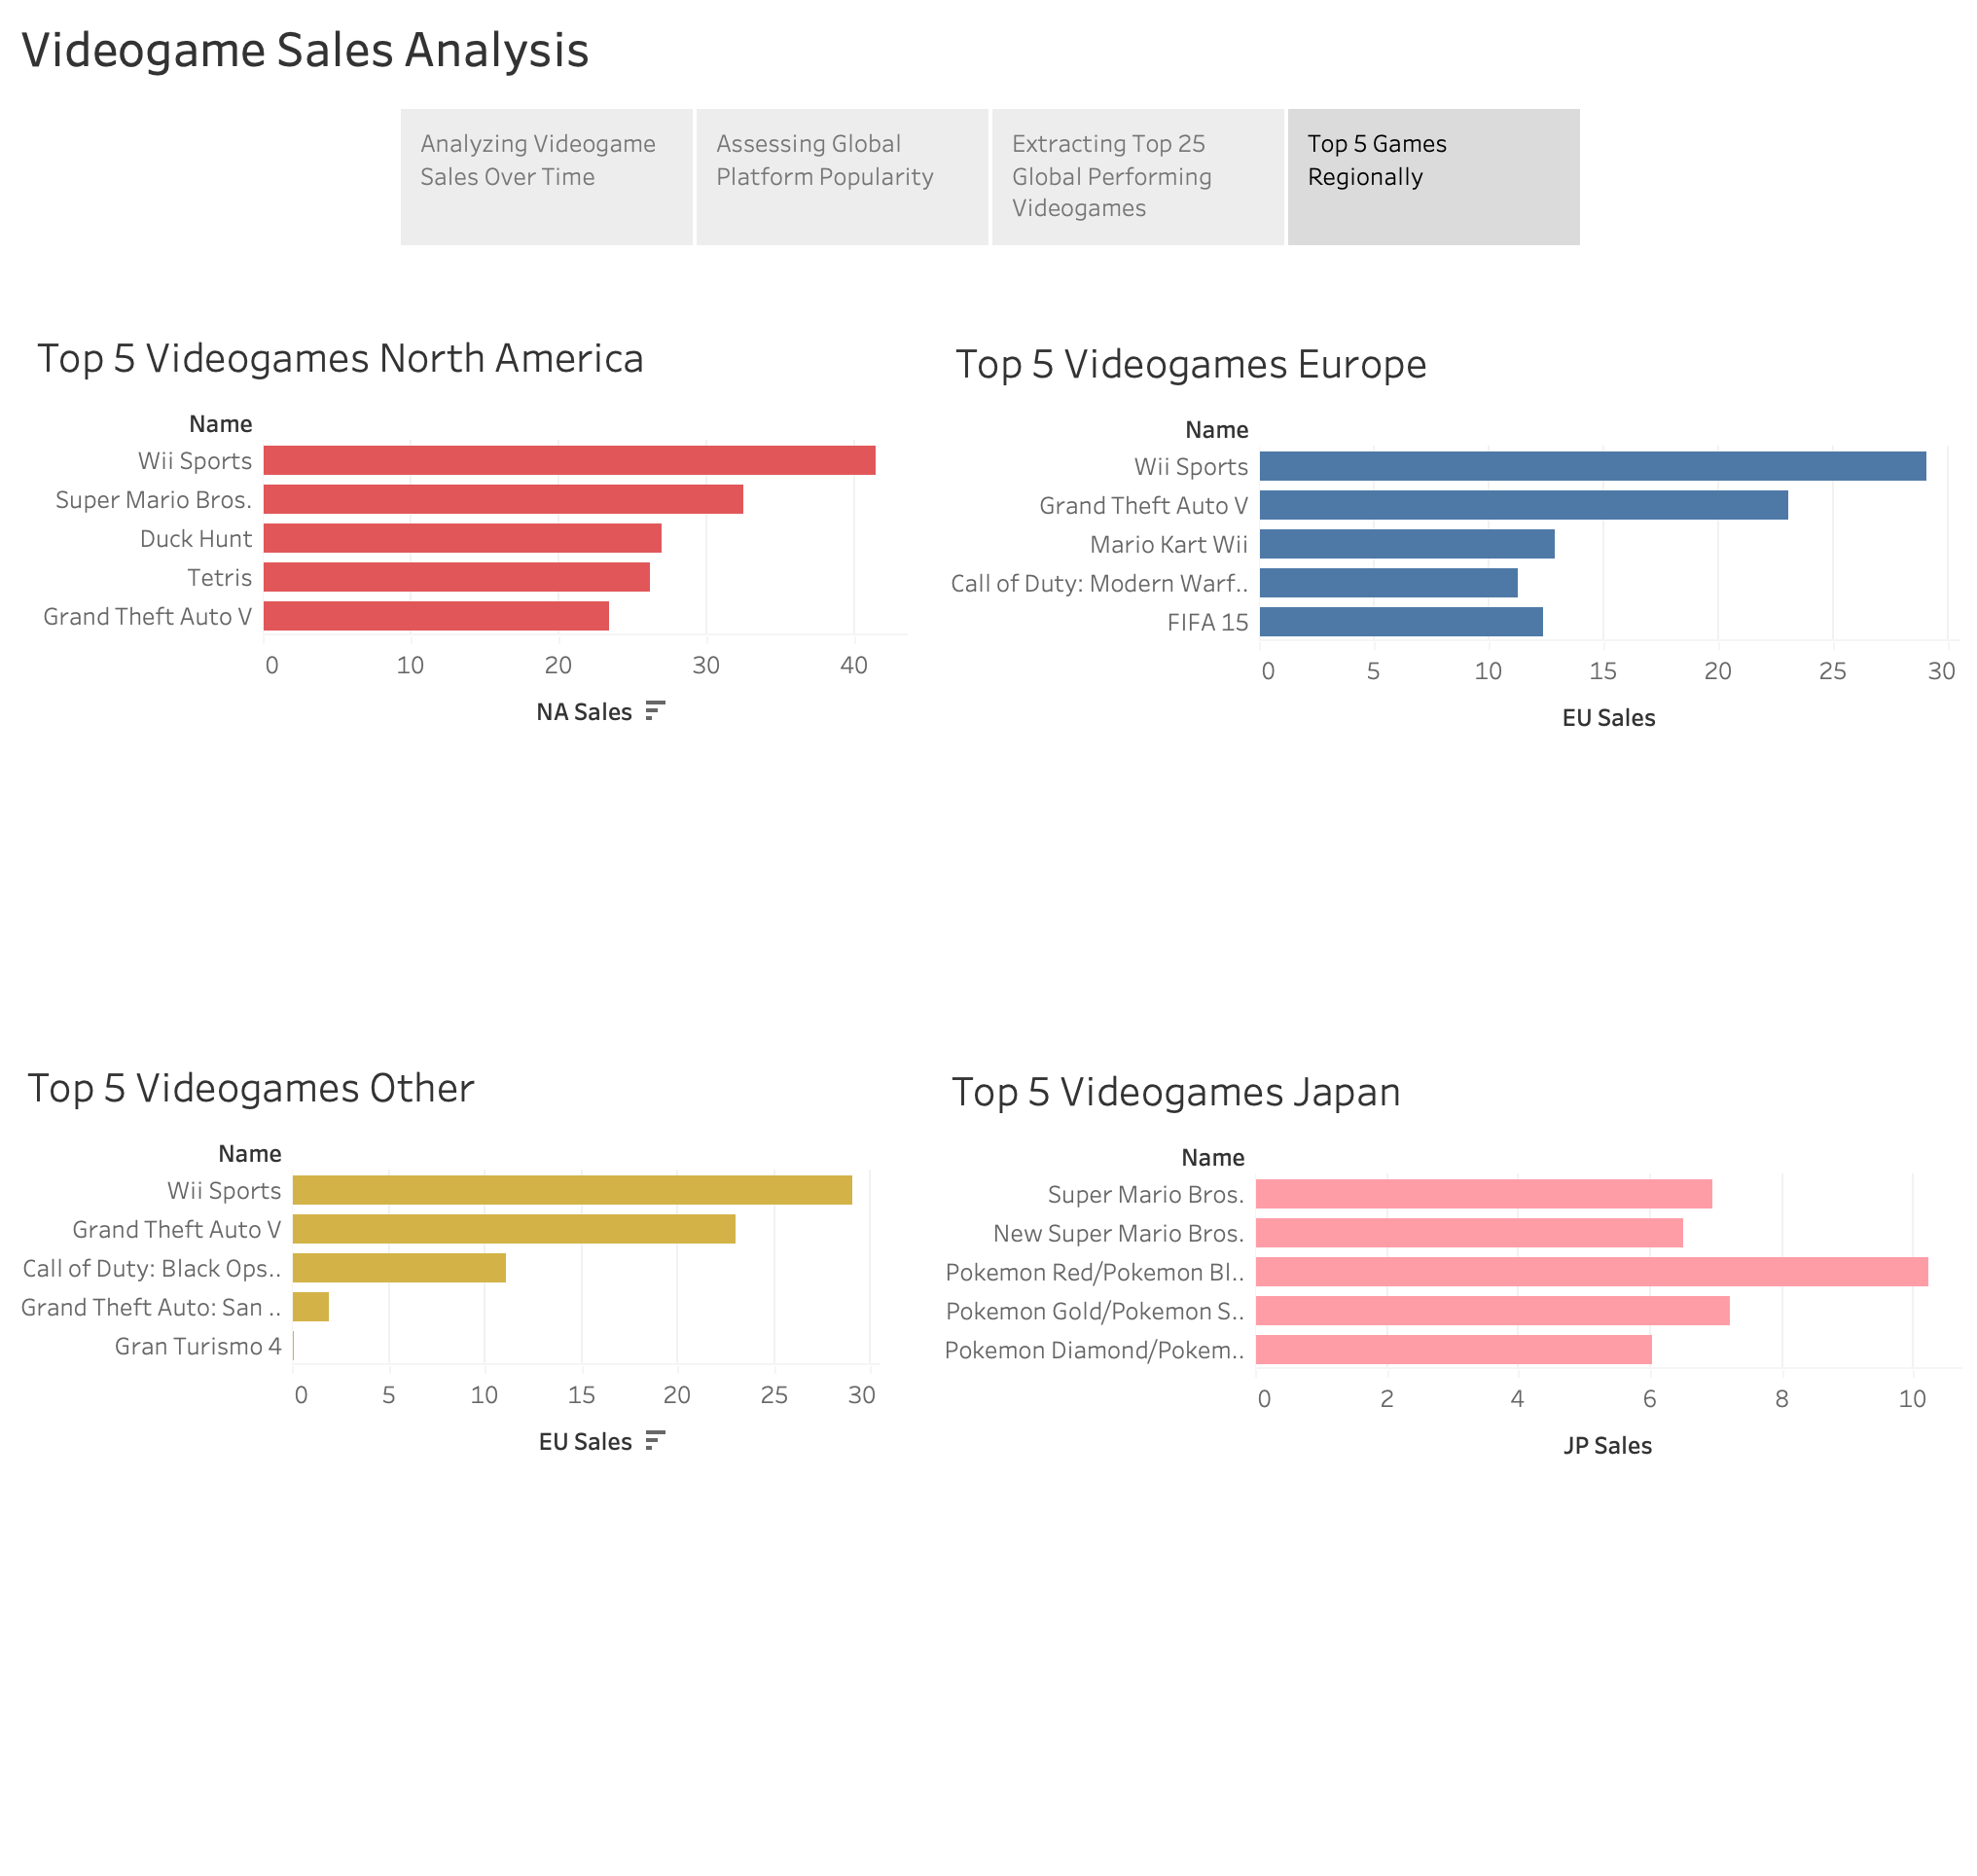 Videogame Sales Analysis
Analyzing Videogame
Sales Over Time
Assessing Global
Platform Popularity
Extracting Top 25
Global Performing
Videogames
Top 5 Games
Regionally
Top 5 Videogames North America
Name
Wii Sports
Super Mario Bros.
Duck Hunt
Tetris
Grand Theft Auto V
0 10 20 30 40
NA Sales
Top 5 Videogames Europe
Name
Wii Sports
Grand Theft Auto V
Mario Kart Wii
Call of Duty: Modern Warf..
FIFA 15
0 5 10 15 20 25 30
EU Sales
Top 5 Videogames Other
Name
Wii Sports
Grand Theft Auto V
Call of Duty: Black Ops..
Grand Theft Auto: San ..
Gran Turismo 4
0 5 10 15 20 25 30
EU Sales
Top 5 Videogames Japan
Name
Super Mario Bros.
New Super Mario Bros.
Pokemon Red/Pokemon Bl..
Pokemon Gold/Pokemon S..
Pokemon Diamond/Pokem..
0 2 4 6 8 10
JP Sales